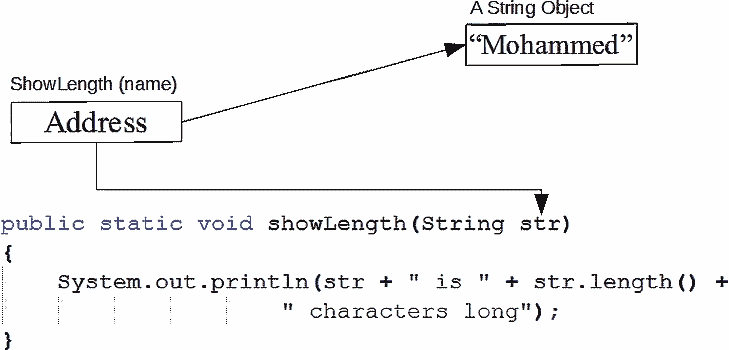 A String Object
“Mohammed”
ShowLength (name)
Address
public static void showLength(String str)
{
System.out.println(str + " is " + str.length() +
" characters long");
}